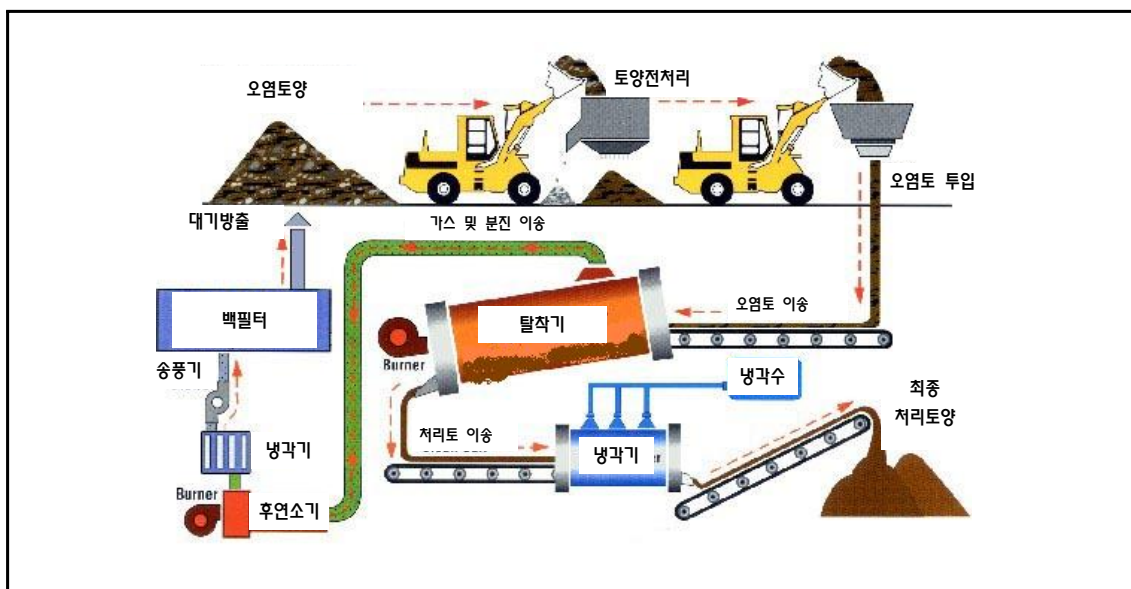 오염토양
토양전처리
오염토 투입
대기방출
가스 및 분진 이송
백필터
탈착기
오염토 이송
Burner
송풍기
냉각수
최종
처리토양
처리토 이송
냉각기
냉각기
Burner
후연소기